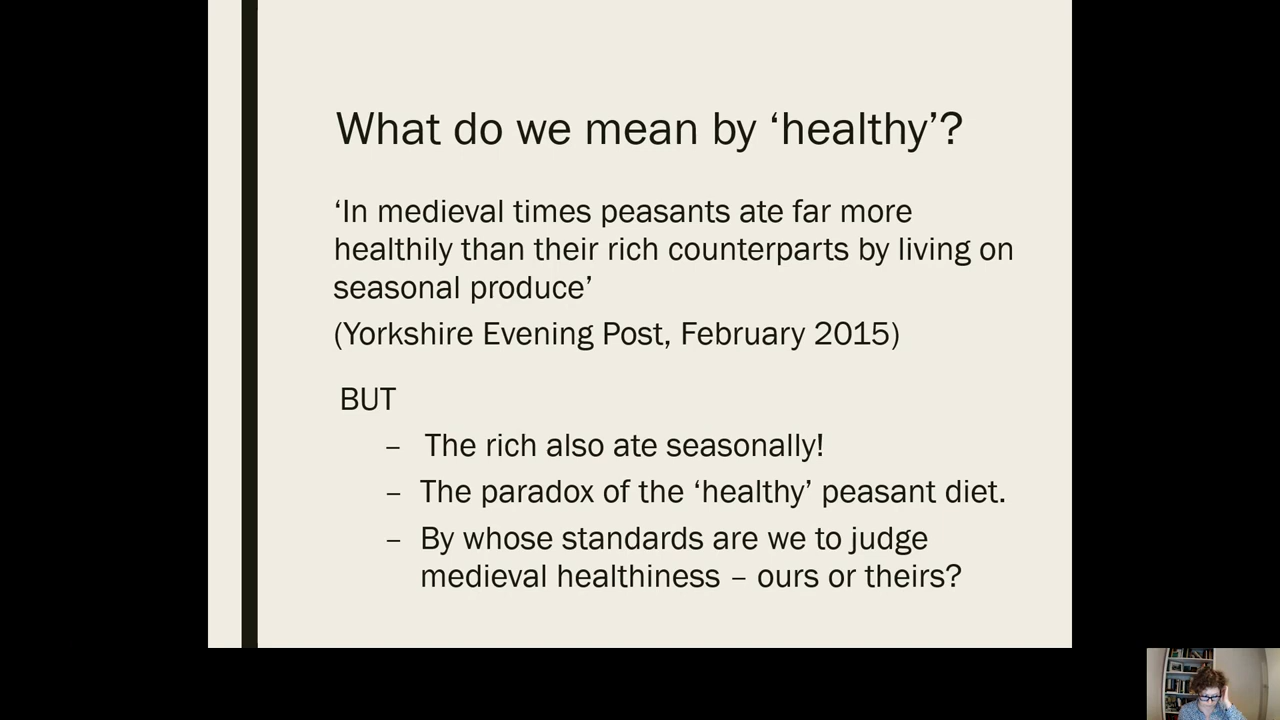 What do we mean by ‘healthy’?
‘In medieval times peasants ate far more
healthily than their rich counterparts by living on
seasonal produce’
(Yorkshire Evening Post, February 2015)
BUT
– The rich also ate seasonally!
– The paradox of the ‘healthy’ peasant diet.
– By whose standards are we to judge
medieval healthiness – ours or theirs?